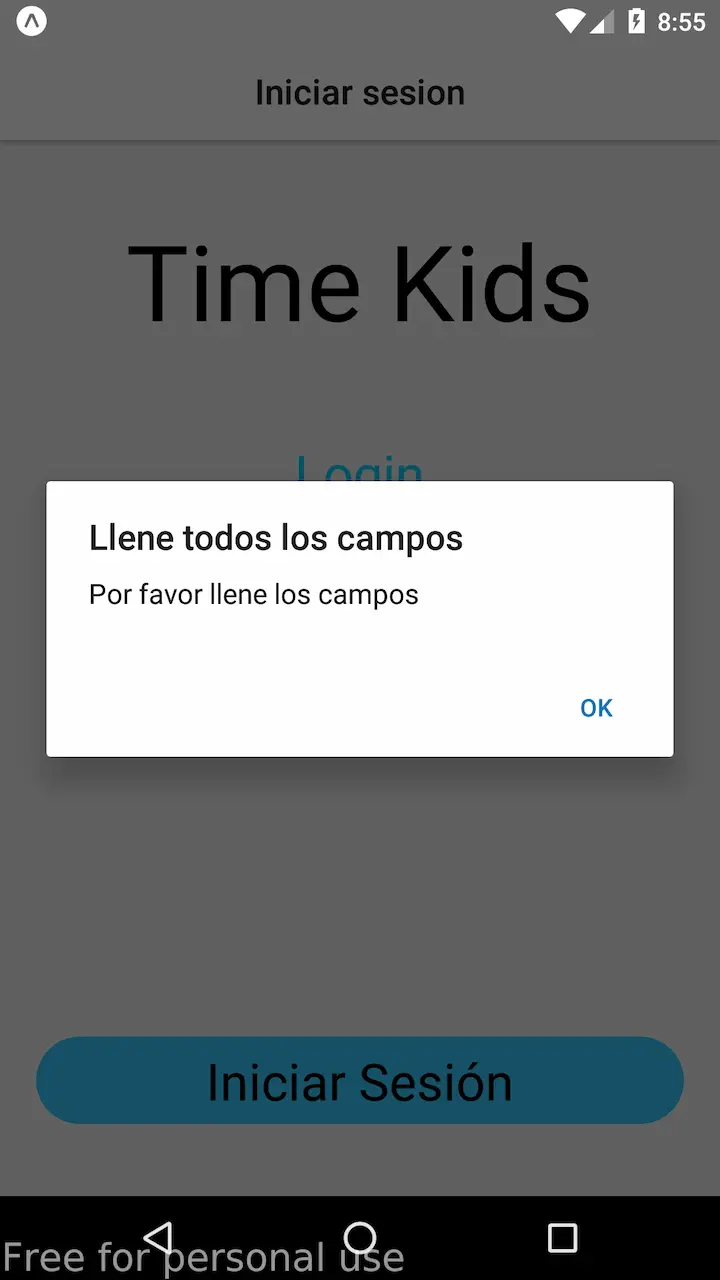 8:55
Iniciar sesion
Time Kids
Login
Llene todos los campos
Por favor llene los campos
OK
Iniciar Sesión
Free for personal use